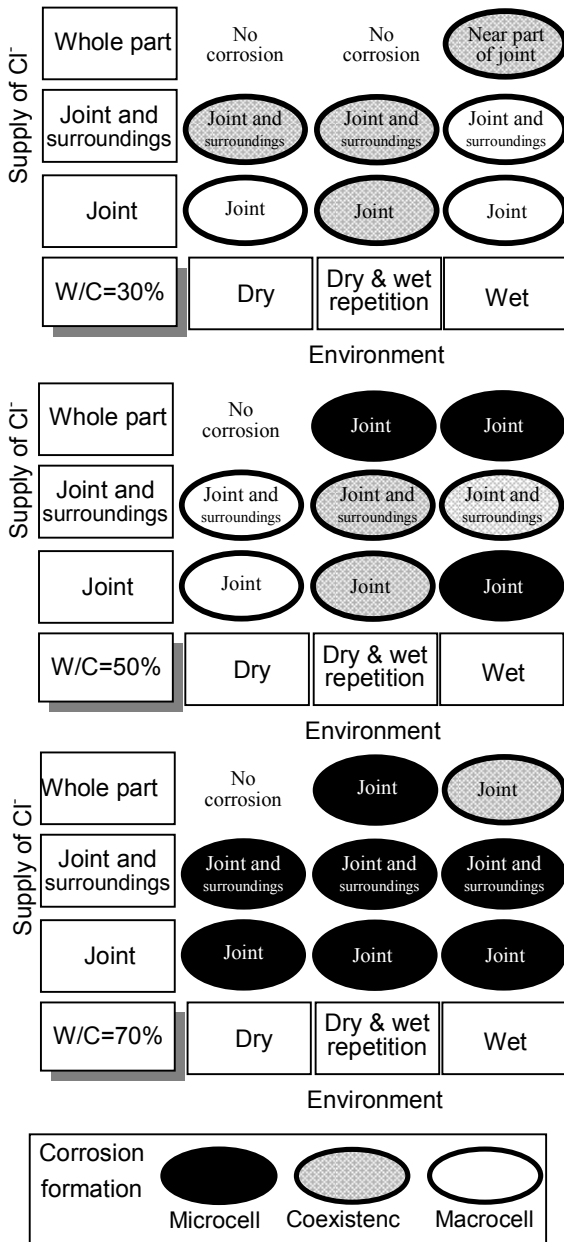 Supply of Cl⁻
Whole part
No
corrosion
No
corrosion
Near part
of joint
Joint and
surroundings
Joint and
surroundings
Joint and
surroundings
Joint and
surroundings
Joint
Joint
Joint
Joint
W/C=30%
Dry
Dry & wet
repetition
Wet
Environment
Supply of Cl⁻
Whole part
No
corrosion
Joint
Joint
Joint and
surroundings
Joint and
surroundings
Joint and
surroundings
Joint and
surroundings
Joint
Joint
Joint
Joint
W/C=50%
Dry
Dry & wet
repetition
Wet
Environment
Supply of Cl⁻
Whole part
No
corrosion
Joint
Joint
Joint and
surroundings
Joint and
surroundings
Joint and
surroundings
Joint and
surroundings
Joint
Joint
Joint
Joint
W/C=70%
Dry
Dry & wet
repetition
Wet
Environment
Corrosion
formation
Microcell
Coexistenc
Macrocell